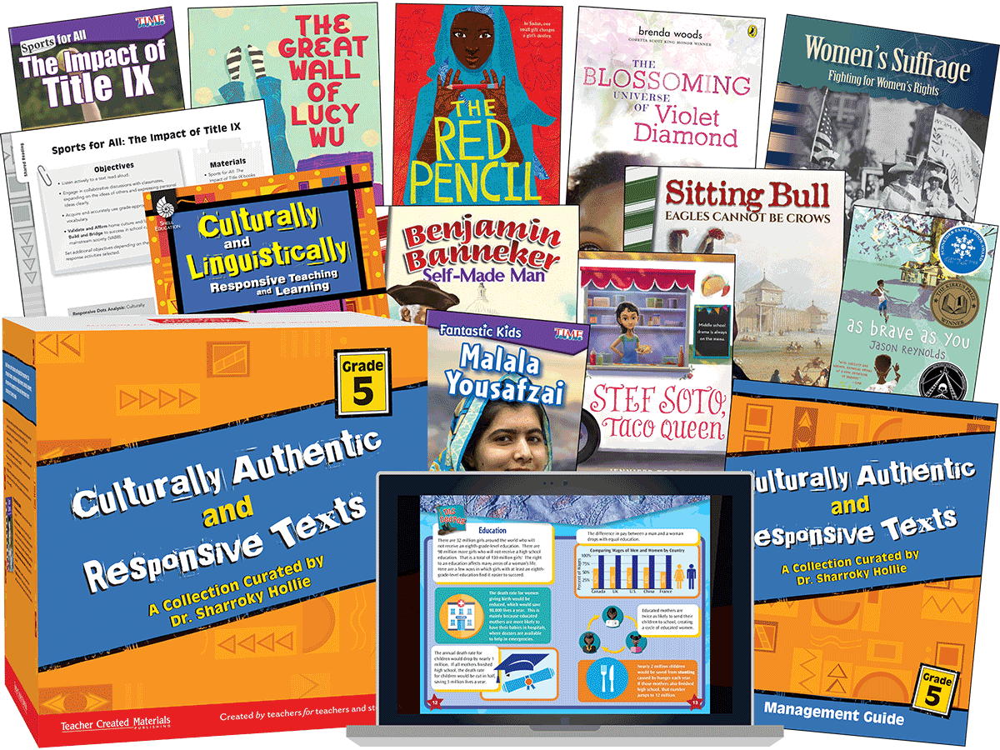 TIME
Sports for All
The Impact of
Title IX
THE
GREAT
WALL
OF
LUCY
WU
For Sadia, one
THE
RED
PENCIL
brenda woods
CORETTA SCOTT KING HONOR WINNER
THE
BLOSSOMING
UNIVERSE
OF Violet
Diamond
Women's Suffrage
Fighting for Women's Rights
WOMAN
Shared Reading
Sports for All: The Impact of Title IX
Objectives
• Listen actively to a text read aloud.
• Engage in collaborative discussions with classmates,
expanding on the ideas of others and expressing personal
ideas clearly.
• Acquire and accurately use grade-appropriate
vocabulary.
• Validate and Affirm home culture and
Build and Bridge to success in school
mainstream society (VABB).
Set additional objectives depending on the
response activities selected.
Responsive Dots Analysis: Culturally
Materials
• Sports for All: The
Impact of Title IX books
SHELL
EDUCATION
Culturally
and
Linguistically
Responsive Teaching
and Learning
Benjamin
Banneker
Self-Made Man
Sitting Bull
EAGLES CANNOT BE CROWS
THE KIRKUS PRIZE
WINNER
as brave as you
JASON REYNOLDS
Middle school
drama is always
on the menu.
STEF SOTO,
TACO QUEEN
Fantastic Kids
TIME
Malala
Yousafzai
Grade
5
Culturally Authentic
and
Responsive Texts
A Collection Curated by
Dr. Sharroky Hollie
Teacher Created Materials
PUBLISHING
Created by teachers for teachers and st
Education
There are 32 million girls around the world who will
not receive an eighth-grade-level education. There are
98 million more girls who will not receive a high school
education. That is a total of 130 million girls! The right
to an education affects many areas of a woman's life.
Here are a few ways in which girls with at least an eighth-
grade-level education find it easier to succeed.
The death rate for women
giving birth would be
reduced, which would save
98,000 lives a year. This is
mainly because educated
mothers are more likely to
have their babies in hospitals,
where doctors are available
to help in emergencies.
The annual death rate for
children would drop by nearly 1
million. If all mothers finished
high school, the death rate
for children would be cut in half,
saving 3 million lives a year.
12
The difference in pay between a man and a woman
drops with equal education.
Comparing Wages of Men and Women by Country
Percent of Wages
100%
75%
50%
25%
Canada UK U.S. China France
Educated mothers are
twice as likely to send their
children to school, creating
a cycle of educated women.
Nearly 2 million children
would be saved from stunting
caused by hunger each year.
If those mothers also finished
high school, that number
jumps to 12 million.
13
Culturally Authentic
and
Responsive Texts
A Collection Curated by
Dr. Sharroky Hollie
Grade
5
Management Guide